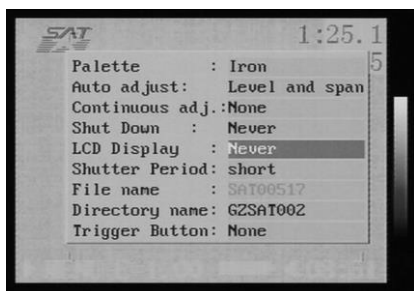 SAT
1:25.1
5
Palette : Iron
Auto adjust: Level and span
Continuous adj.:None
Shut Down : Never
LCD Display : Never
Shutter Period: short
File name : SAT00517
Directory name: GZSAT002
Trigger Button: None